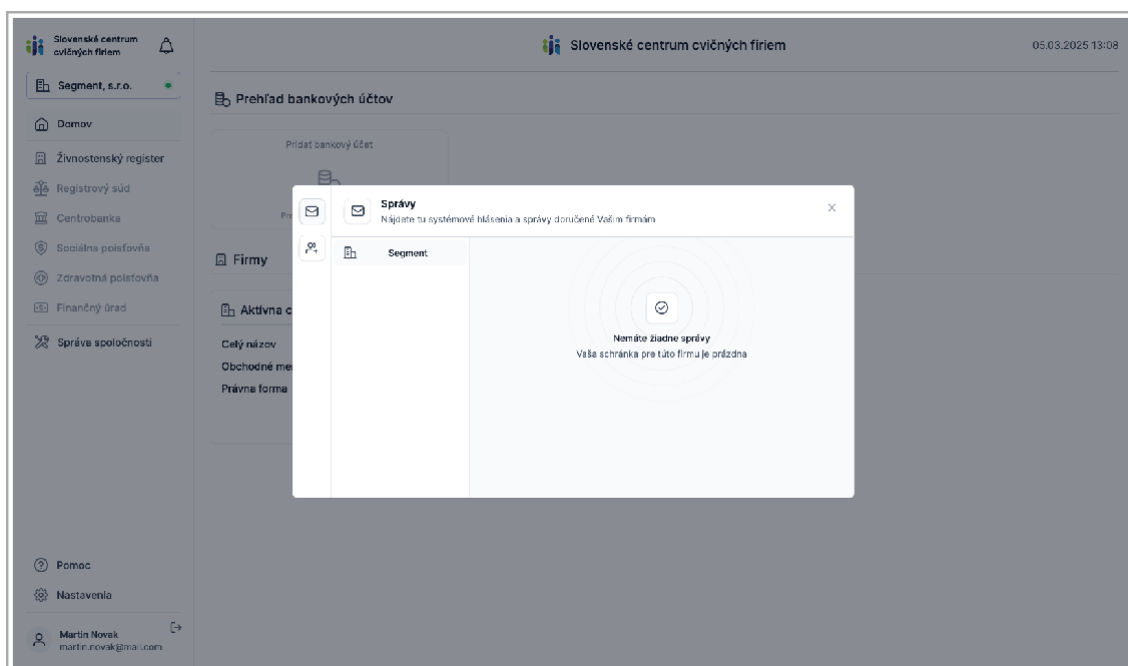 Slovenské centrum
cvičných firiem
Slovenské centrum cvičných firiem
05.03.2025 13:08
Segment, s.r.o.
Domov
Živnostenský register
Registrový súd
Centrobanka
Sociálna poisťovňa
Zdravotná poisťovňa
Finančný úrad
Správa spoločnosti
Prehľad bankových účtov
Pridať bankový účet
Firmy
Aktívna
Celý názov
Obchodné
Právna forma
Správy
Nájdete tu systémové hlásenia a správy doručené Vašim firmám
Segment
Nemáte žiadne správy
Vaša schránka pre túto firmu je prázdna
Pomoc
Nastavenia
Martin Novak
martin.novak@mail.com